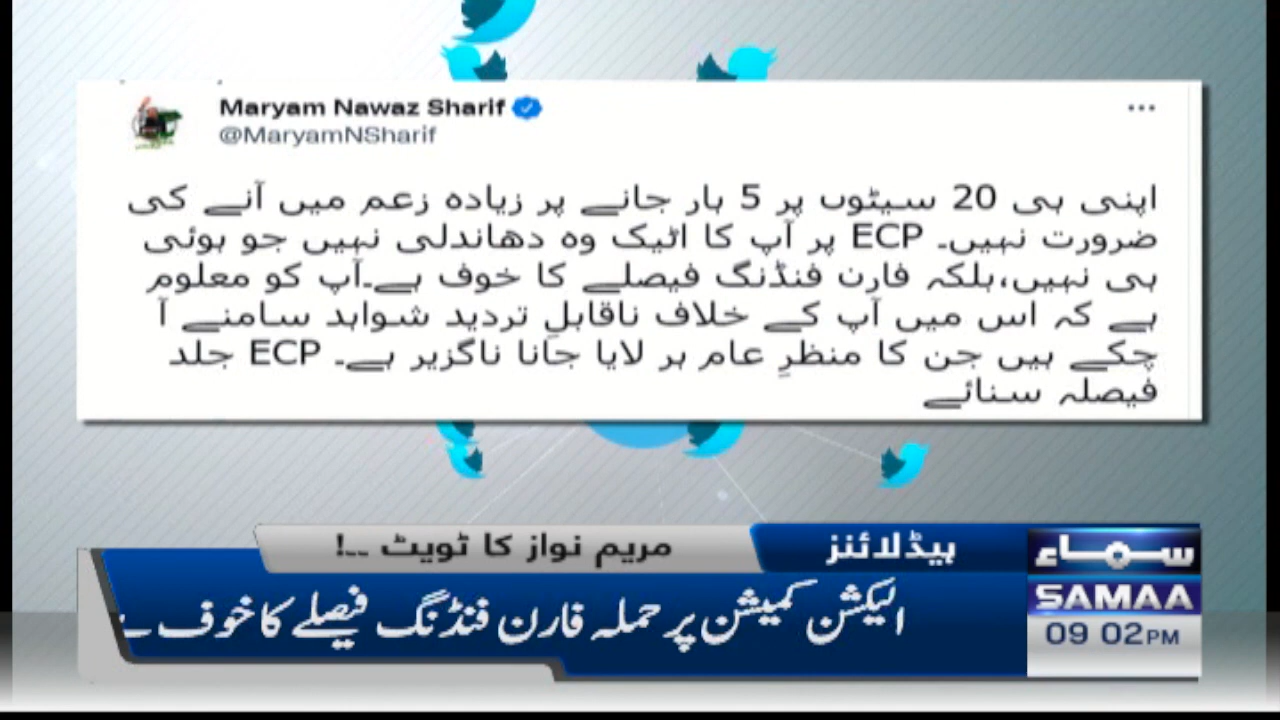 Maryam Nawaz Sharif
@MaryamNSharif
اپنی ہی 20 سیٹوں پر 5 ہار جانے پر زیادہ زعم میں آنے کی
ضرورت نہیں۔ ECP پر آپ کا اٹیک وہ دھاندلی نہیں جو ہوئی
ہی نہیں،بلکہ فارن فنڈنگ فیصلے کا خوف ہے۔آپ کو معلوم
ہے کہ اس میں آپ کے خلاف ناقابلِ تردید شواہد سامنے آ
چکے ہیں جن کا منظرِ عام ہر لایا جانا ناگزیر ہے۔ ECP جلد
فیصلہ سنائے
ہیڈلائنز
مریم نواز کا ٹویٹ ۔۔!
الیکشن کمیشن پر حملہ فارن فنڈنگ فیصلے کا خوف
سماء
SAMAA
09 02PM